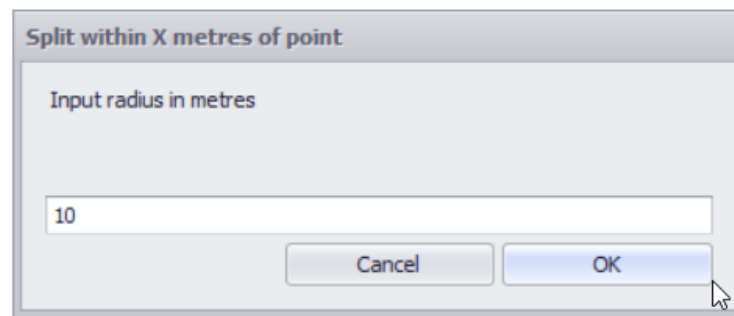 Split within X metres of point
Input radius in metres
10
Cancel OK